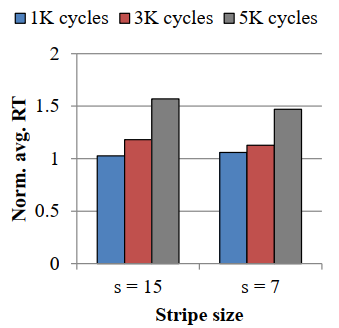 1K cycles 3K cycles 5K cycles
2
1.5
1
0.5
0
Norm. avg. RT
s = 15 s = 7
Stripe size